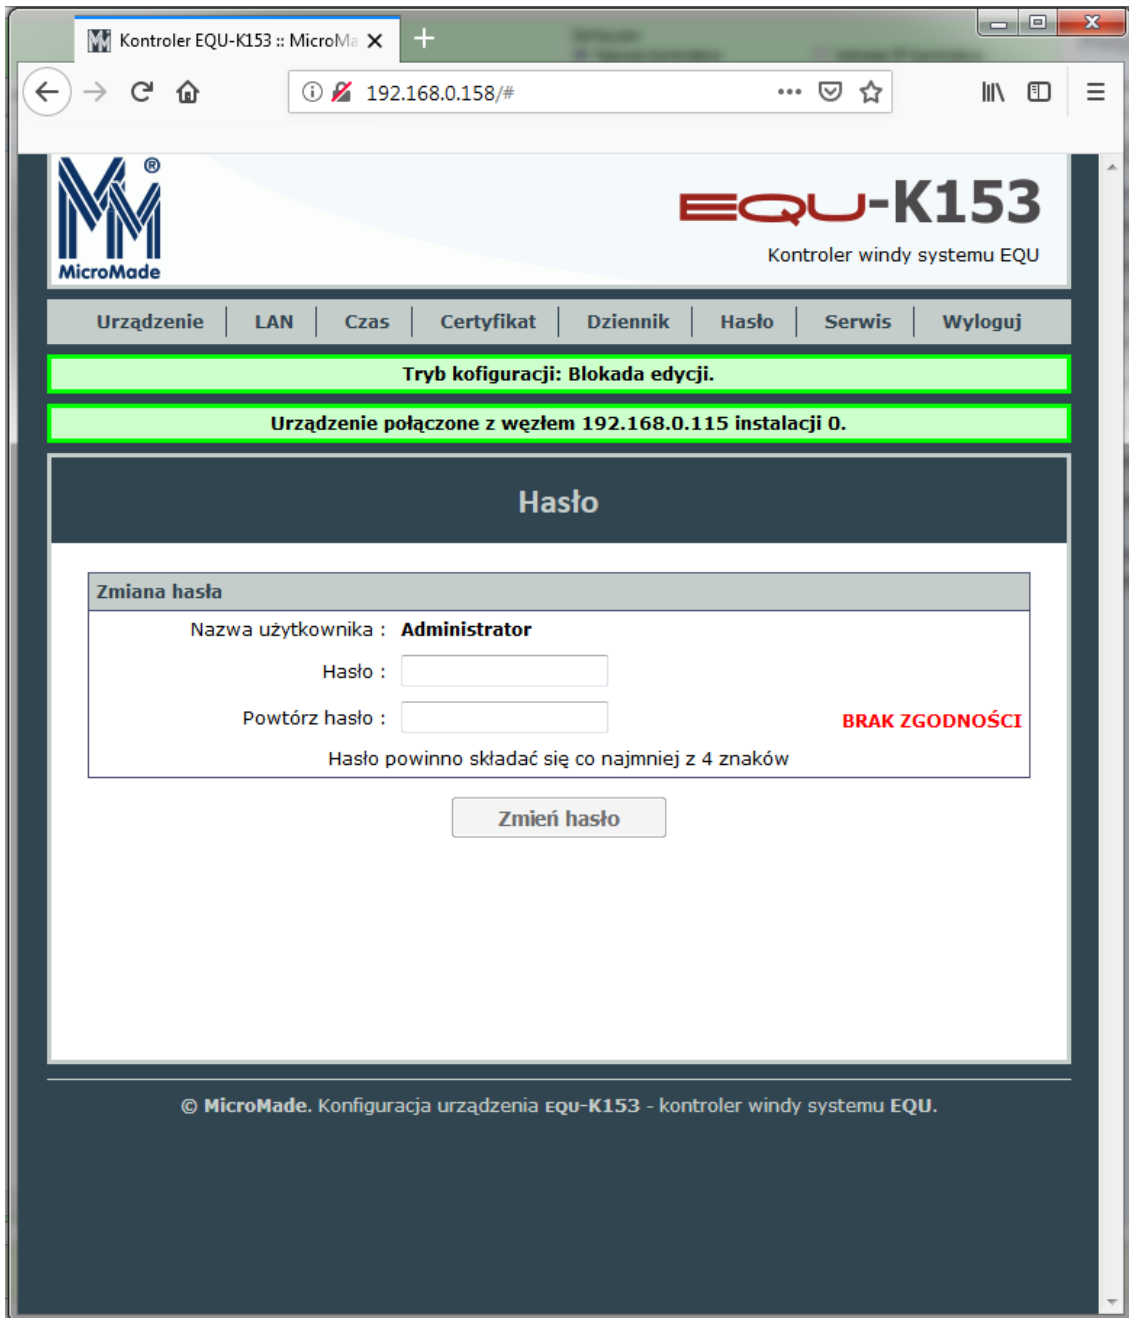 Kontroler EQU-K153 :: MicroMa
192.168.0.158/#
MicroMade
®
EQU-K153
Kontroler windy systemu EQU
Urządzenie LAN Czas Certyfikat Dziennik Hasło Serwis Wyloguj
Tryb kofiguracji: Blokada edycji.
Urządzenie połączone z węzłem 192.168.0.115 instalacji 0.
Hasło
Zmiana hasła
Nazwa użytkownika : Administrator
Hasło :
Powtórz hasło : BRAK ZGODNOŚCI
Hasło powinno składać się co najmniej z 4 znaków
Zmień hasło
© MicroMade. Konfiguracja urządzenia EQU-K153 - kontroler windy systemu EQU.